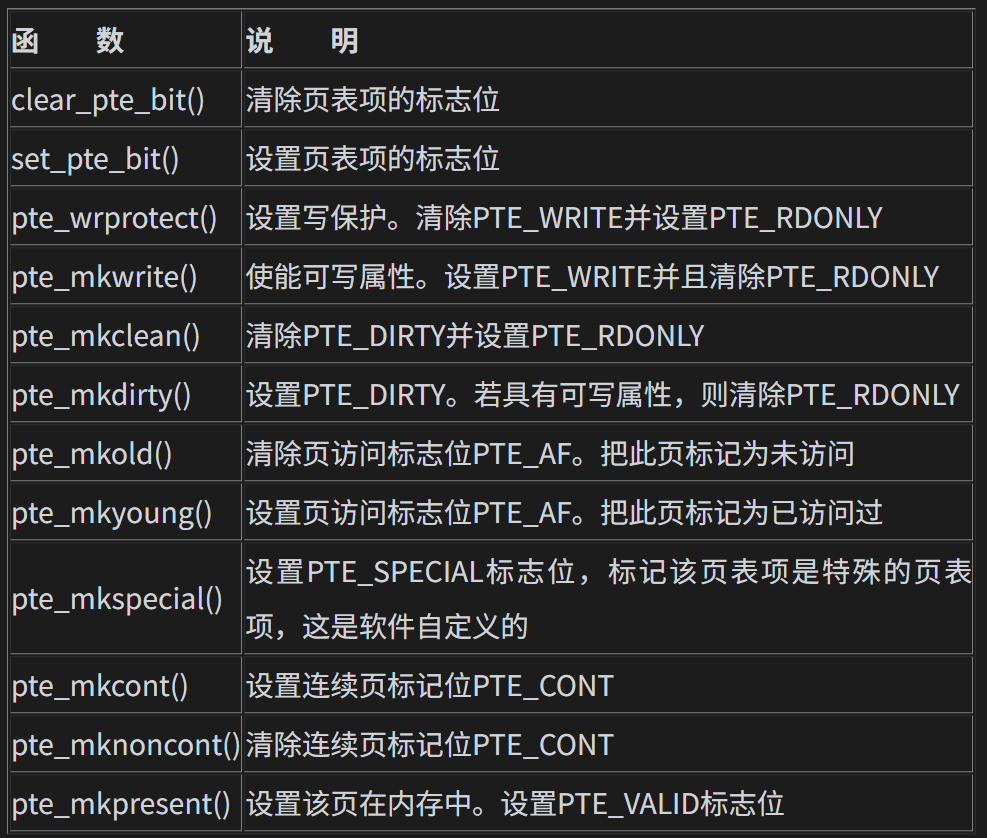 函 数 说 明
clear_pte_bit() 清除页表项的标志位
set_pte_bit() 设置页表项的标志位
pte_wrprotect() 设置写保护。清除PTE_WRITE并设置PTE_RDONLY
pte_mkwrite() 使能可写属性。设置PTE_WRITE并且清除PTE_RDONLY
pte_mkclean() 清除PTE_DIRTY并设置PTE_RDONLY
pte_mkdirty() 设置PTE_DIRTY。若具有可写属性，则清除PTE_RDONLY
pte_mkold() 清除页访问标志位PTE_AF。把此页标记为未访问
pte_mkyoung() 设置页访问标志位PTE_AF。把此页标记为已访问过
pte_mkspecial() 设置PTE_SPECIAL标志位，标记该页表项是特殊的页表
项，这是软件自定义的
pte_mkcont() 设置连续页标记位PTE_CONT
pte_mknoncont() 清除连续页标记位PTE_CONT
pte_mkpresent() 设置该页在内存中。设置PTE_VALID标志位